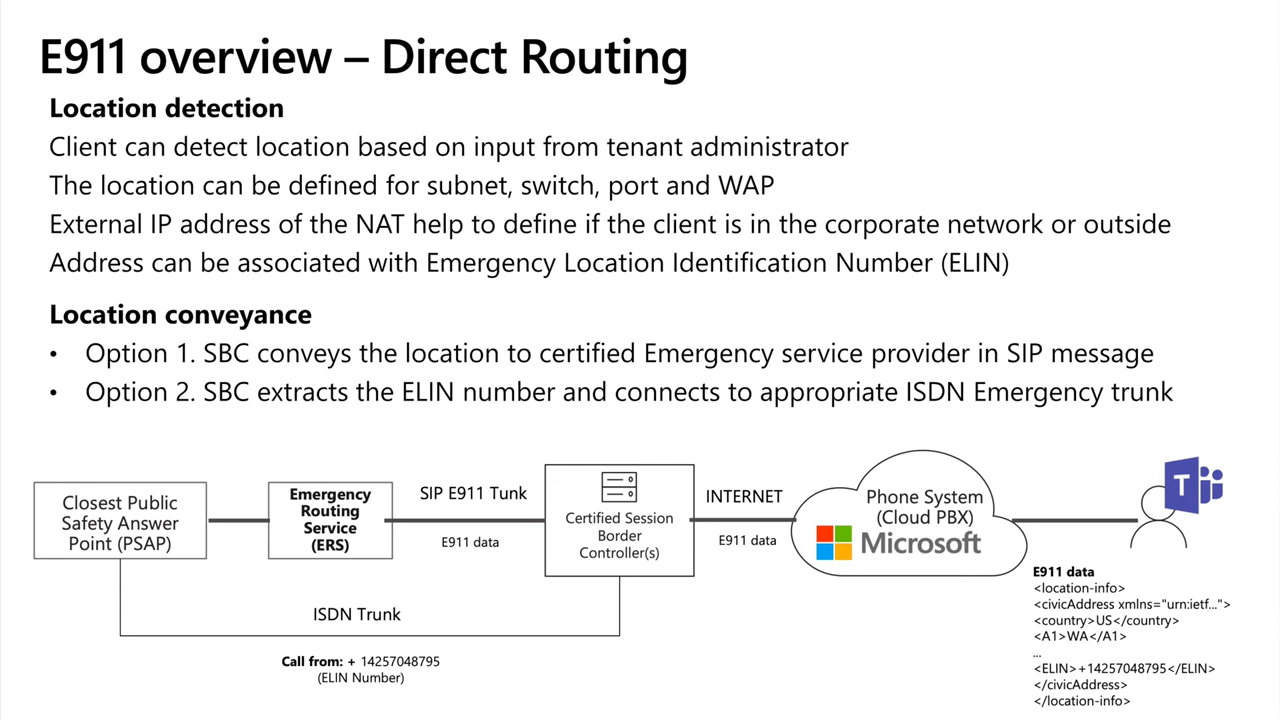 E911 overview – Direct Routing
Location detection
Client can detect location based on input from tenant administrator
The location can be defined for subnet, switch, port and WAP
External IP address of the NAT help to define if the client is in the corporate network or outside
Address can be associated with Emergency Location Identification Number (ELIN)
Location conveyance
• Option 1. SBC conveys the location to certified Emergency service provider in SIP message
• Option 2. SBC extracts the ELIN number and connects to appropriate ISDN Emergency trunk
Closest Public
Safety Answer
Point (PSAP)
Emergency
Routing
Service
(ERS)
SIP E911 Tunk
E911 data
Certified Session
Border
Controller(s)
INTERNET
E911 data
Phone System
(Cloud PBX)
Microsoft
T
ISDN Trunk
Call from: + 14257048795
(ELIN Number)
E911 data
<location-info>
<civicAddress xmlns="urn:ietf...">
<country>US</country>
<A1>WA</A1>
...
<ELIN>+14257048795</ELIN>
</civicAddress>
</location-info>